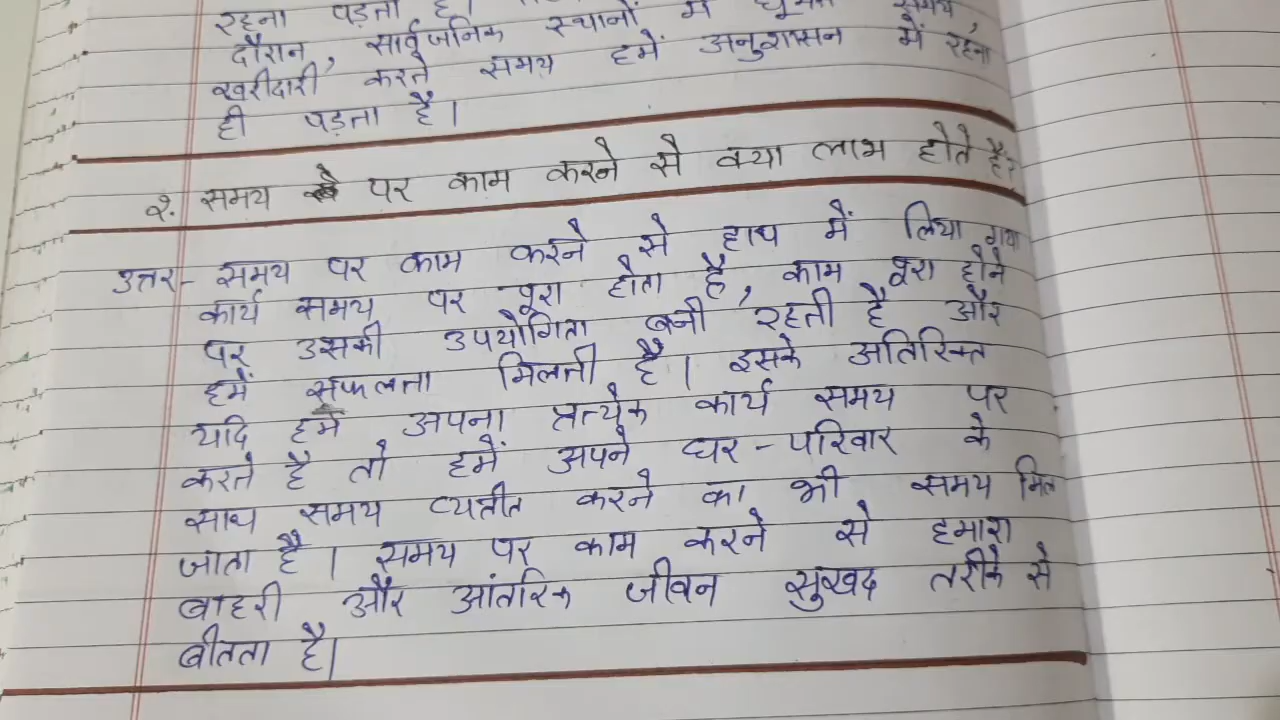 रहना पड़ता है।
दौरान, सार्वजनिक स्थानों में घूमते समय,
खरीदारी करते समय हमें अनुशासन में रहना
ही पड़ता है।
२. समय पर काम करने से क्या लाभ होते है?
उत्तर- समय पर काम करने से हाथ में लिया गया
कार्य समय पर पूरा होता है, काम पूरा होने
पर उसकी उपयोगिता बनी रहती है और
हमें सफलता मिलती है। इसके अतिरिक्त
यदि हम अपना प्रत्येक कार्य समय पर
करते है तो हमें अपने घर-परिवार के
साथ समय व्यतीत करने का भी समय मिल
जाता है। समय पर काम करने से हमारा
बाहरी और आंतरिक जीवन सुखद तरीके से
बीतता है।